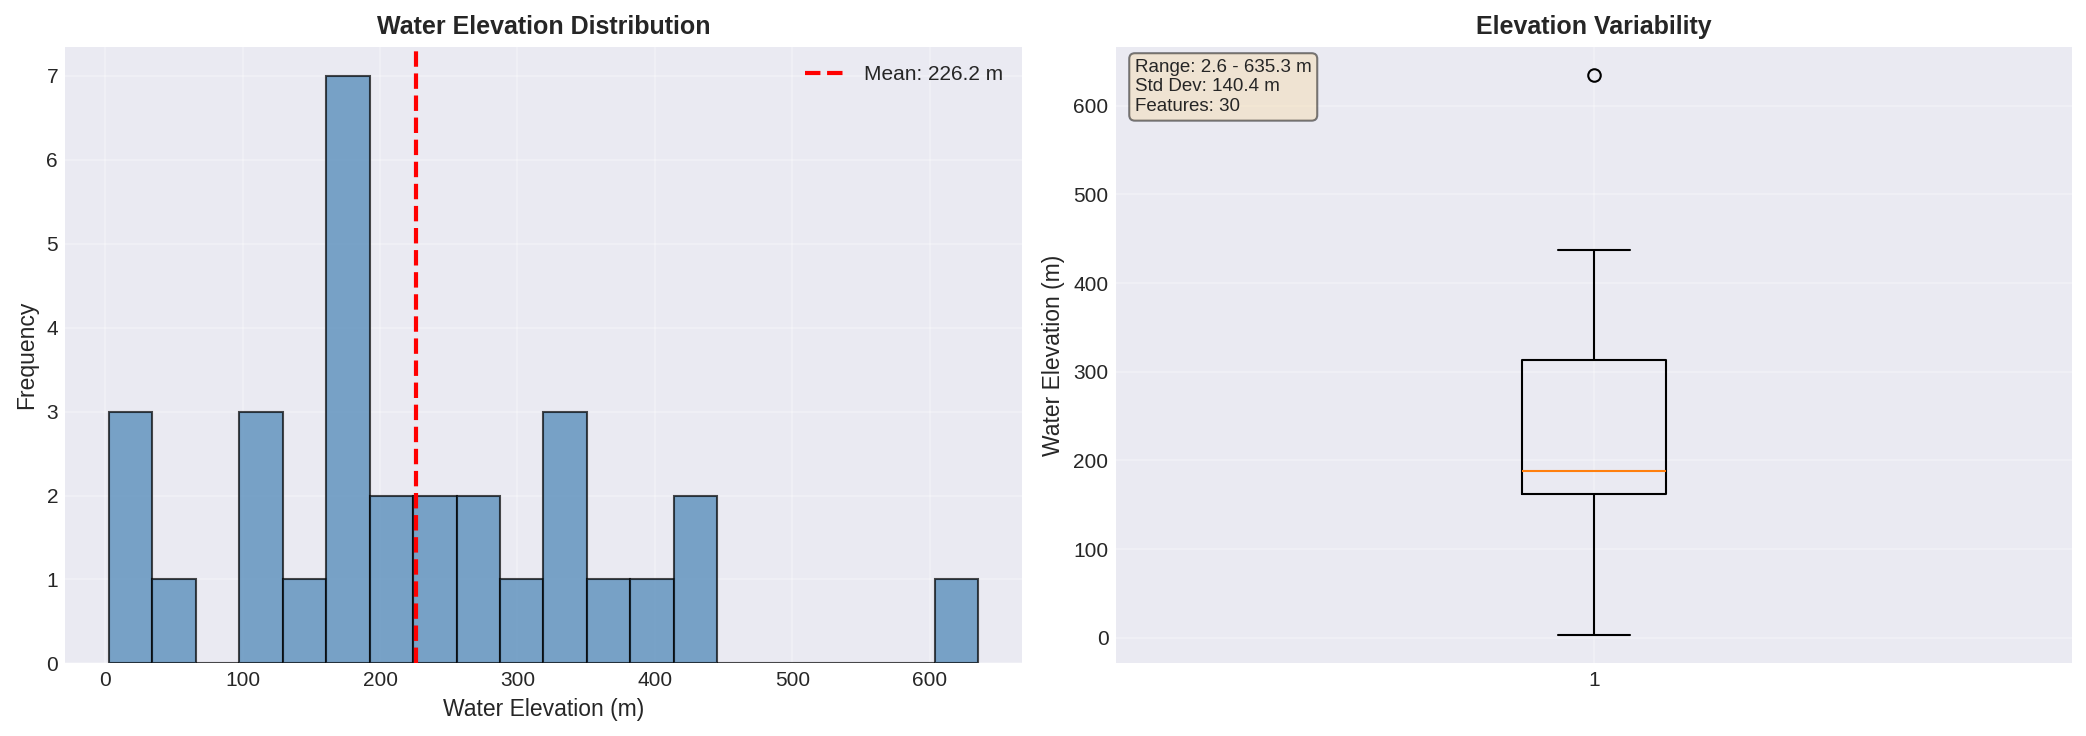 Water Elevation Distribution
Mean: 226.2 m
Frequency
7
6
5
4
3
2
1
0
0 100 200 300 400 500 600
Water Elevation (m)
Elevation Variability
Range: 2.6 - 635.3 m
Std Dev: 140.4 m
Features: 30
Water Elevation (m)
600
500
400
300
200
100
0
1